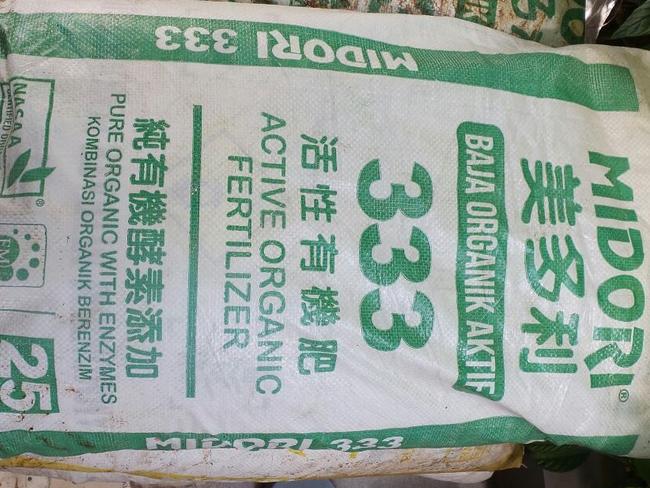 MIDORI 333
MIDORI®
美多利
BAJA ORGANIK AKTIF
333
活性有機肥
ACTIVE ORGANIC
FERTILIZER
純有機酵素添加
PURE ORGANIC WITH ENZYMES
KOMBINASI ORGANIK BERENZIM
NASAA
®
25
MIDORI 333